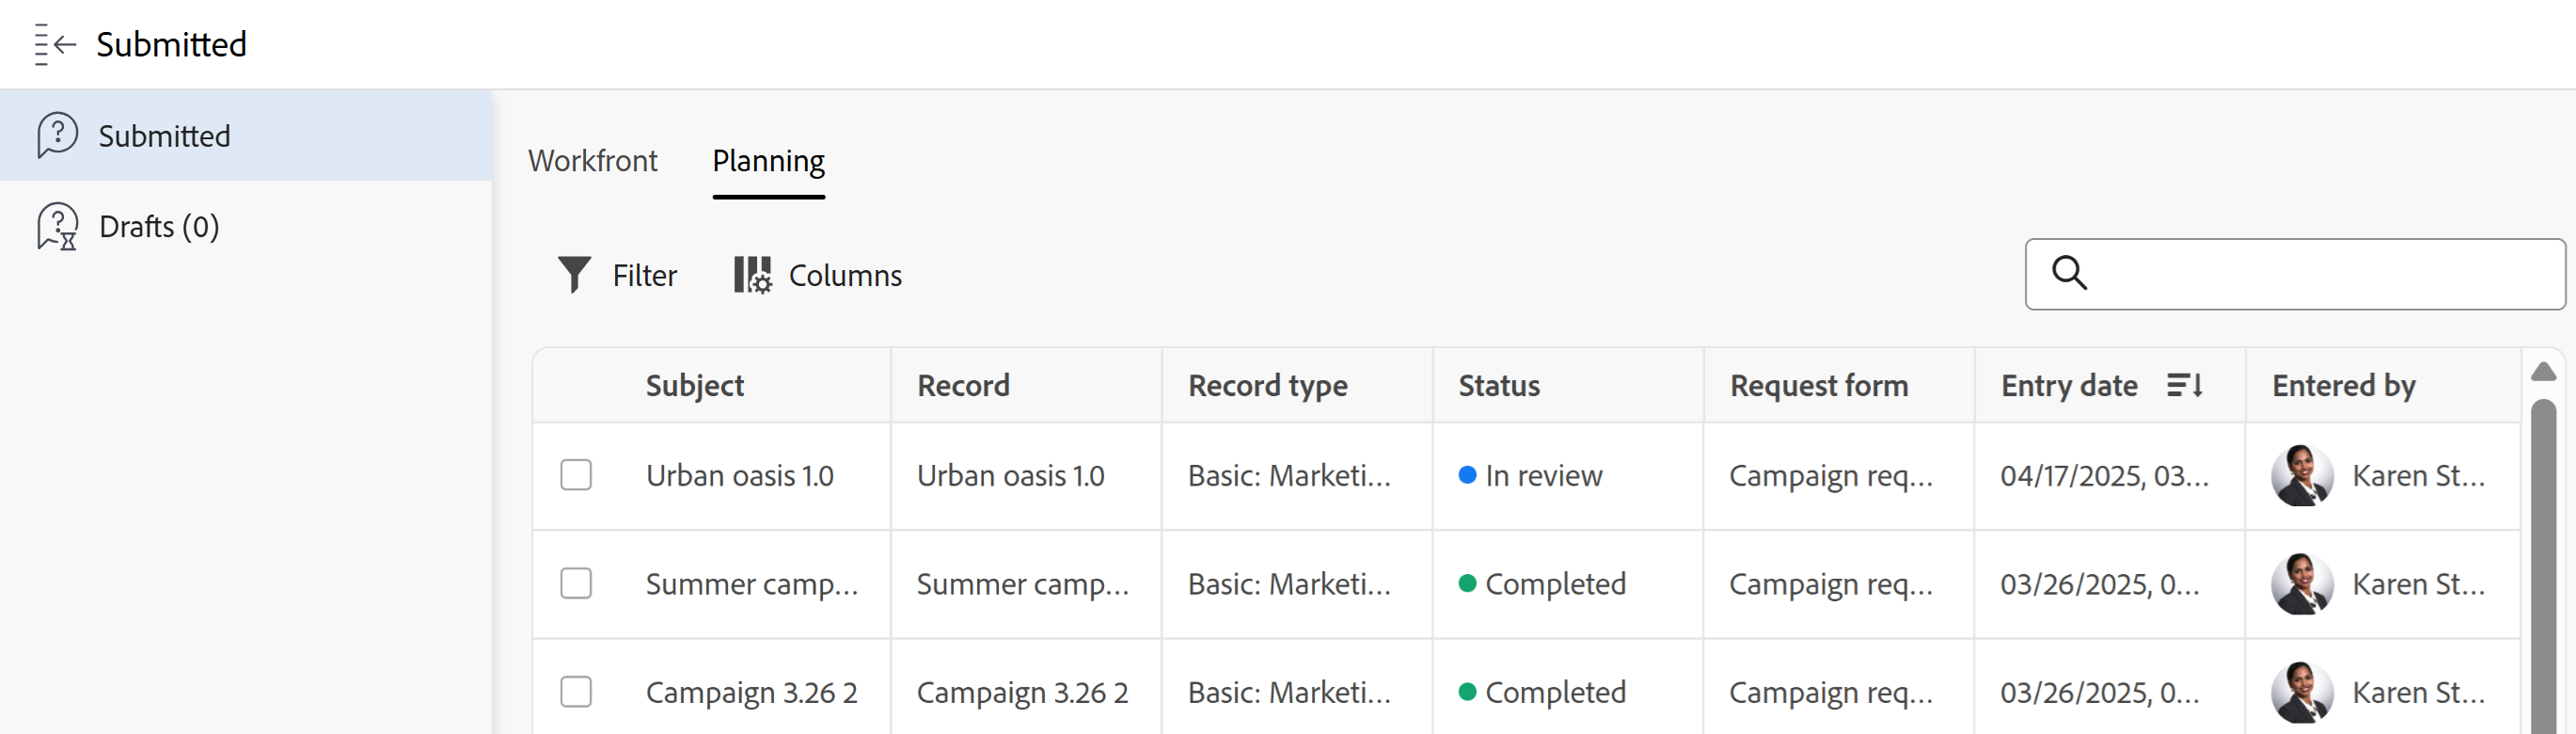 Submitted
Submitted
Drafts (0)
Workfront Planning
Filter Columns
Subject Record Record type Status Request form Entry date Entered by
Urban oasis 1.0 Urban oasis 1.0 Basic: Marketi... In review Campaign req... 04/17/2025, 03... Karen St...
Summer camp... Summer camp... Basic: Marketi... Completed Campaign req... 03/26/2025, 0... Karen St...
Campaign 3.26 2 Campaign 3.26 2 Basic: Marketi... Completed Campaign req... 03/26/2025, 0... Karen St...